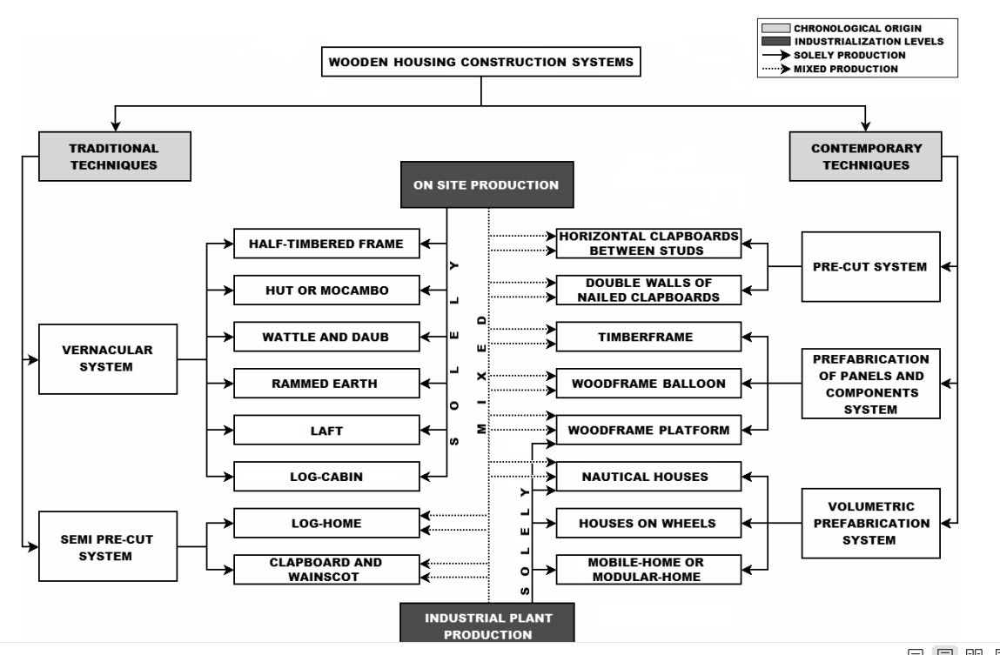 CHRONOLOGICAL ORIGIN
INDUSTRIALIZATION LEVELS
SOLELY PRODUCTION
MIXED PRODUCTION
WOODEN HOUSING CONSTRUCTION SYSTEMS
TRADITIONAL
TECHNIQUES
CONTEMPORARY
TECHNIQUES
ON SITE PRODUCTION
HALF-TIMBERED FRAME
HUT OR MOCAMBO
WATTLE AND DAUB
RAMMED EARTH
LAFT
LOG-CABIN
LOG-HOME
CLAPBOARD AND
WAINSCOT
VERNACULAR
SYSTEM
SEMI PRE-CUT
SYSTEM
SOLELY
MIXED
SOLELY
HORIZONTAL CLAPBOARDS
BETWEEN STUDS
DOUBLE WALLS OF
NAILED CLAPBOARDS
TIMBERFRAME
WOODFRAME BALLOON
WOODFRAME PLATFORM
NAUTICAL HOUSES
HOUSES ON WHEELS
MOBILE-HOME OR
MODULAR-HOME
PRE-CUT SYSTEM
PREFABRICATION
OF PANELS AND
COMPONENTS
SYSTEM
VOLUMETRIC
PREFABRICATION
SYSTEM
INDUSTRIAL PLANT
PRODUCTION